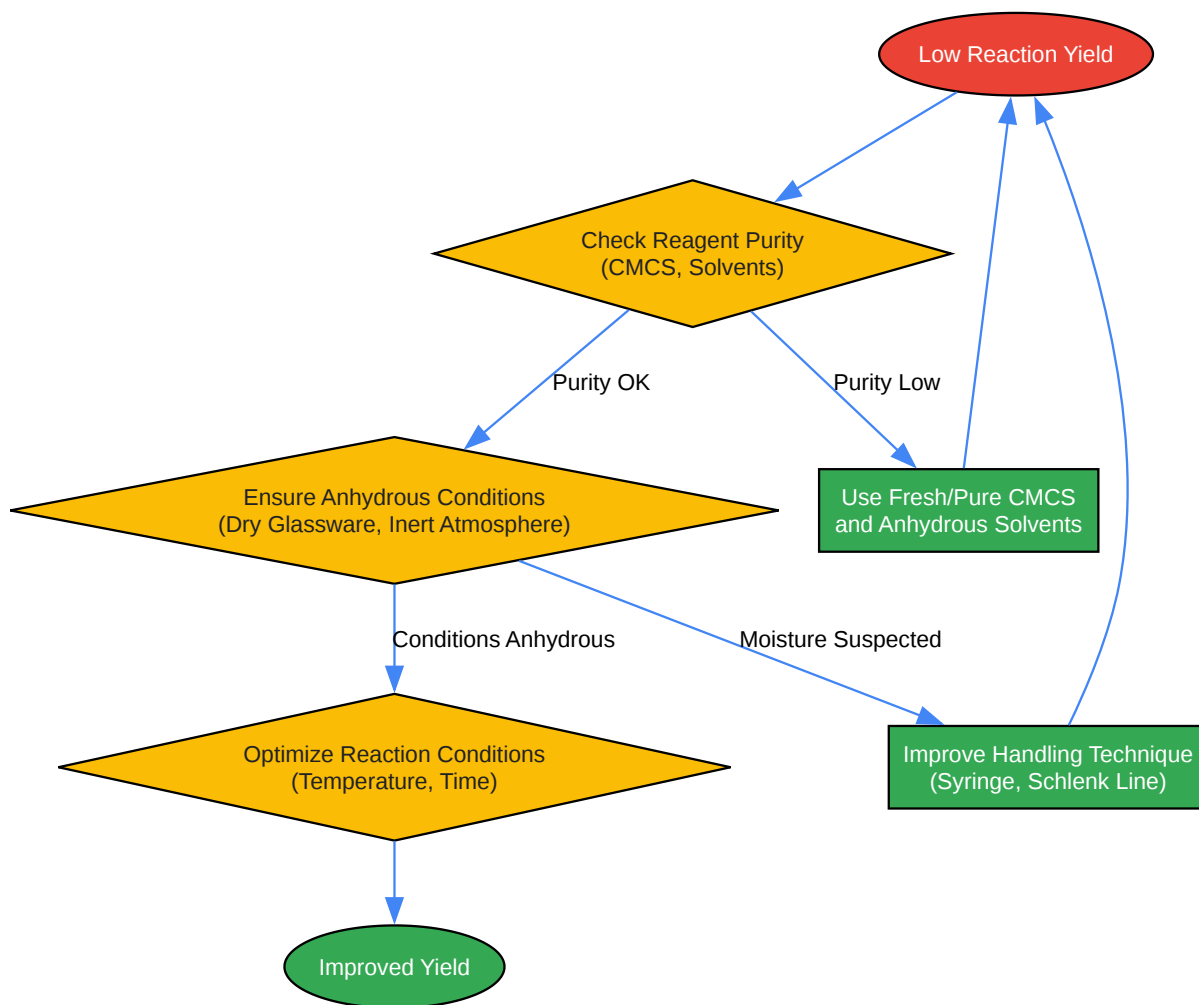 Low Reaction Yield
Check Reagent Purity
(CMCS, Solvents)
Purity OK
Purity Low
Ensure Anhydrous Conditions
(Dry Glassware, Inert Atmosphere)
Use Fresh/Pure CMCS
and Anhydrous Solvents
Conditions Anhydrous
Moisture Suspected
Optimize Reaction Conditions
(Temperature, Time)
Improve Handling Technique
(Syringe, Schlenk Line)
Improved Yield